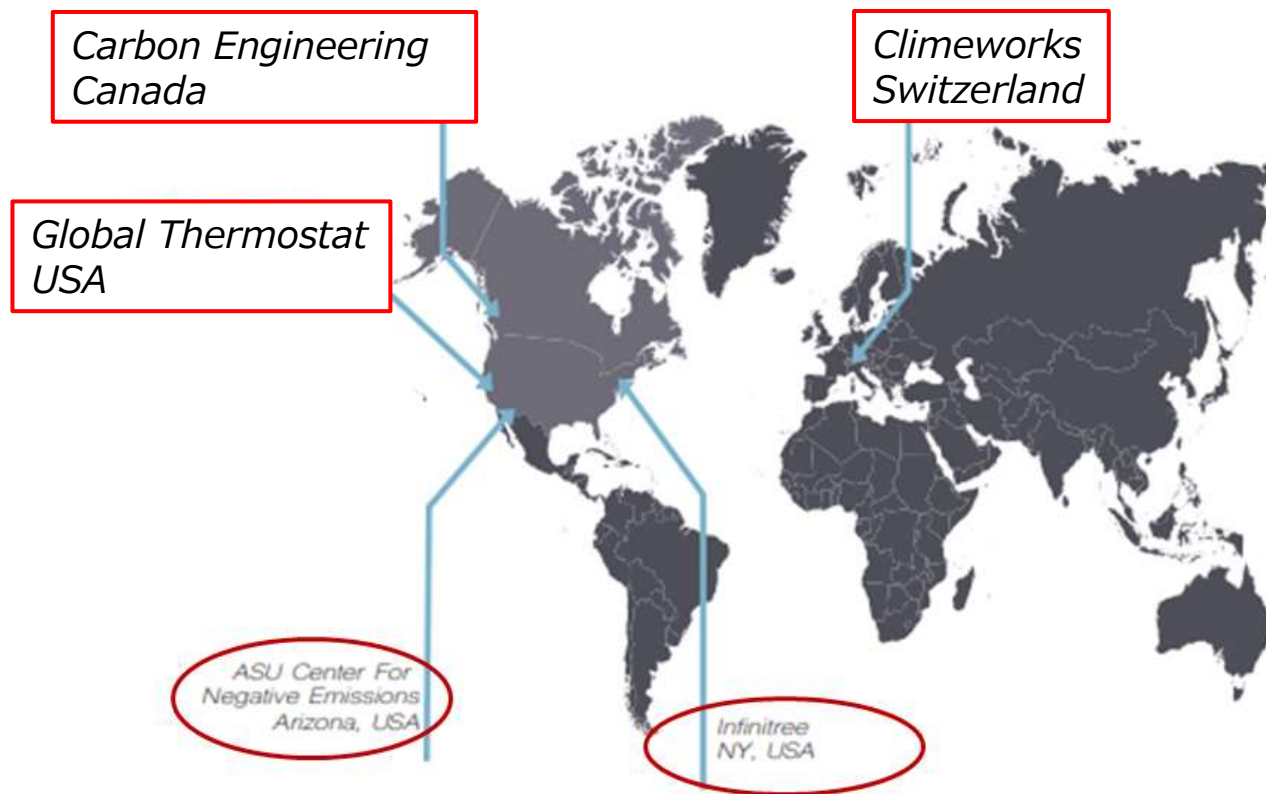 Carbon Engineering
Canada
Climeworks
Switzerland
Global Thermostat
USA
ASU Center For
Negative Emissions
Arizona, USA
Infinitree
NY, USA